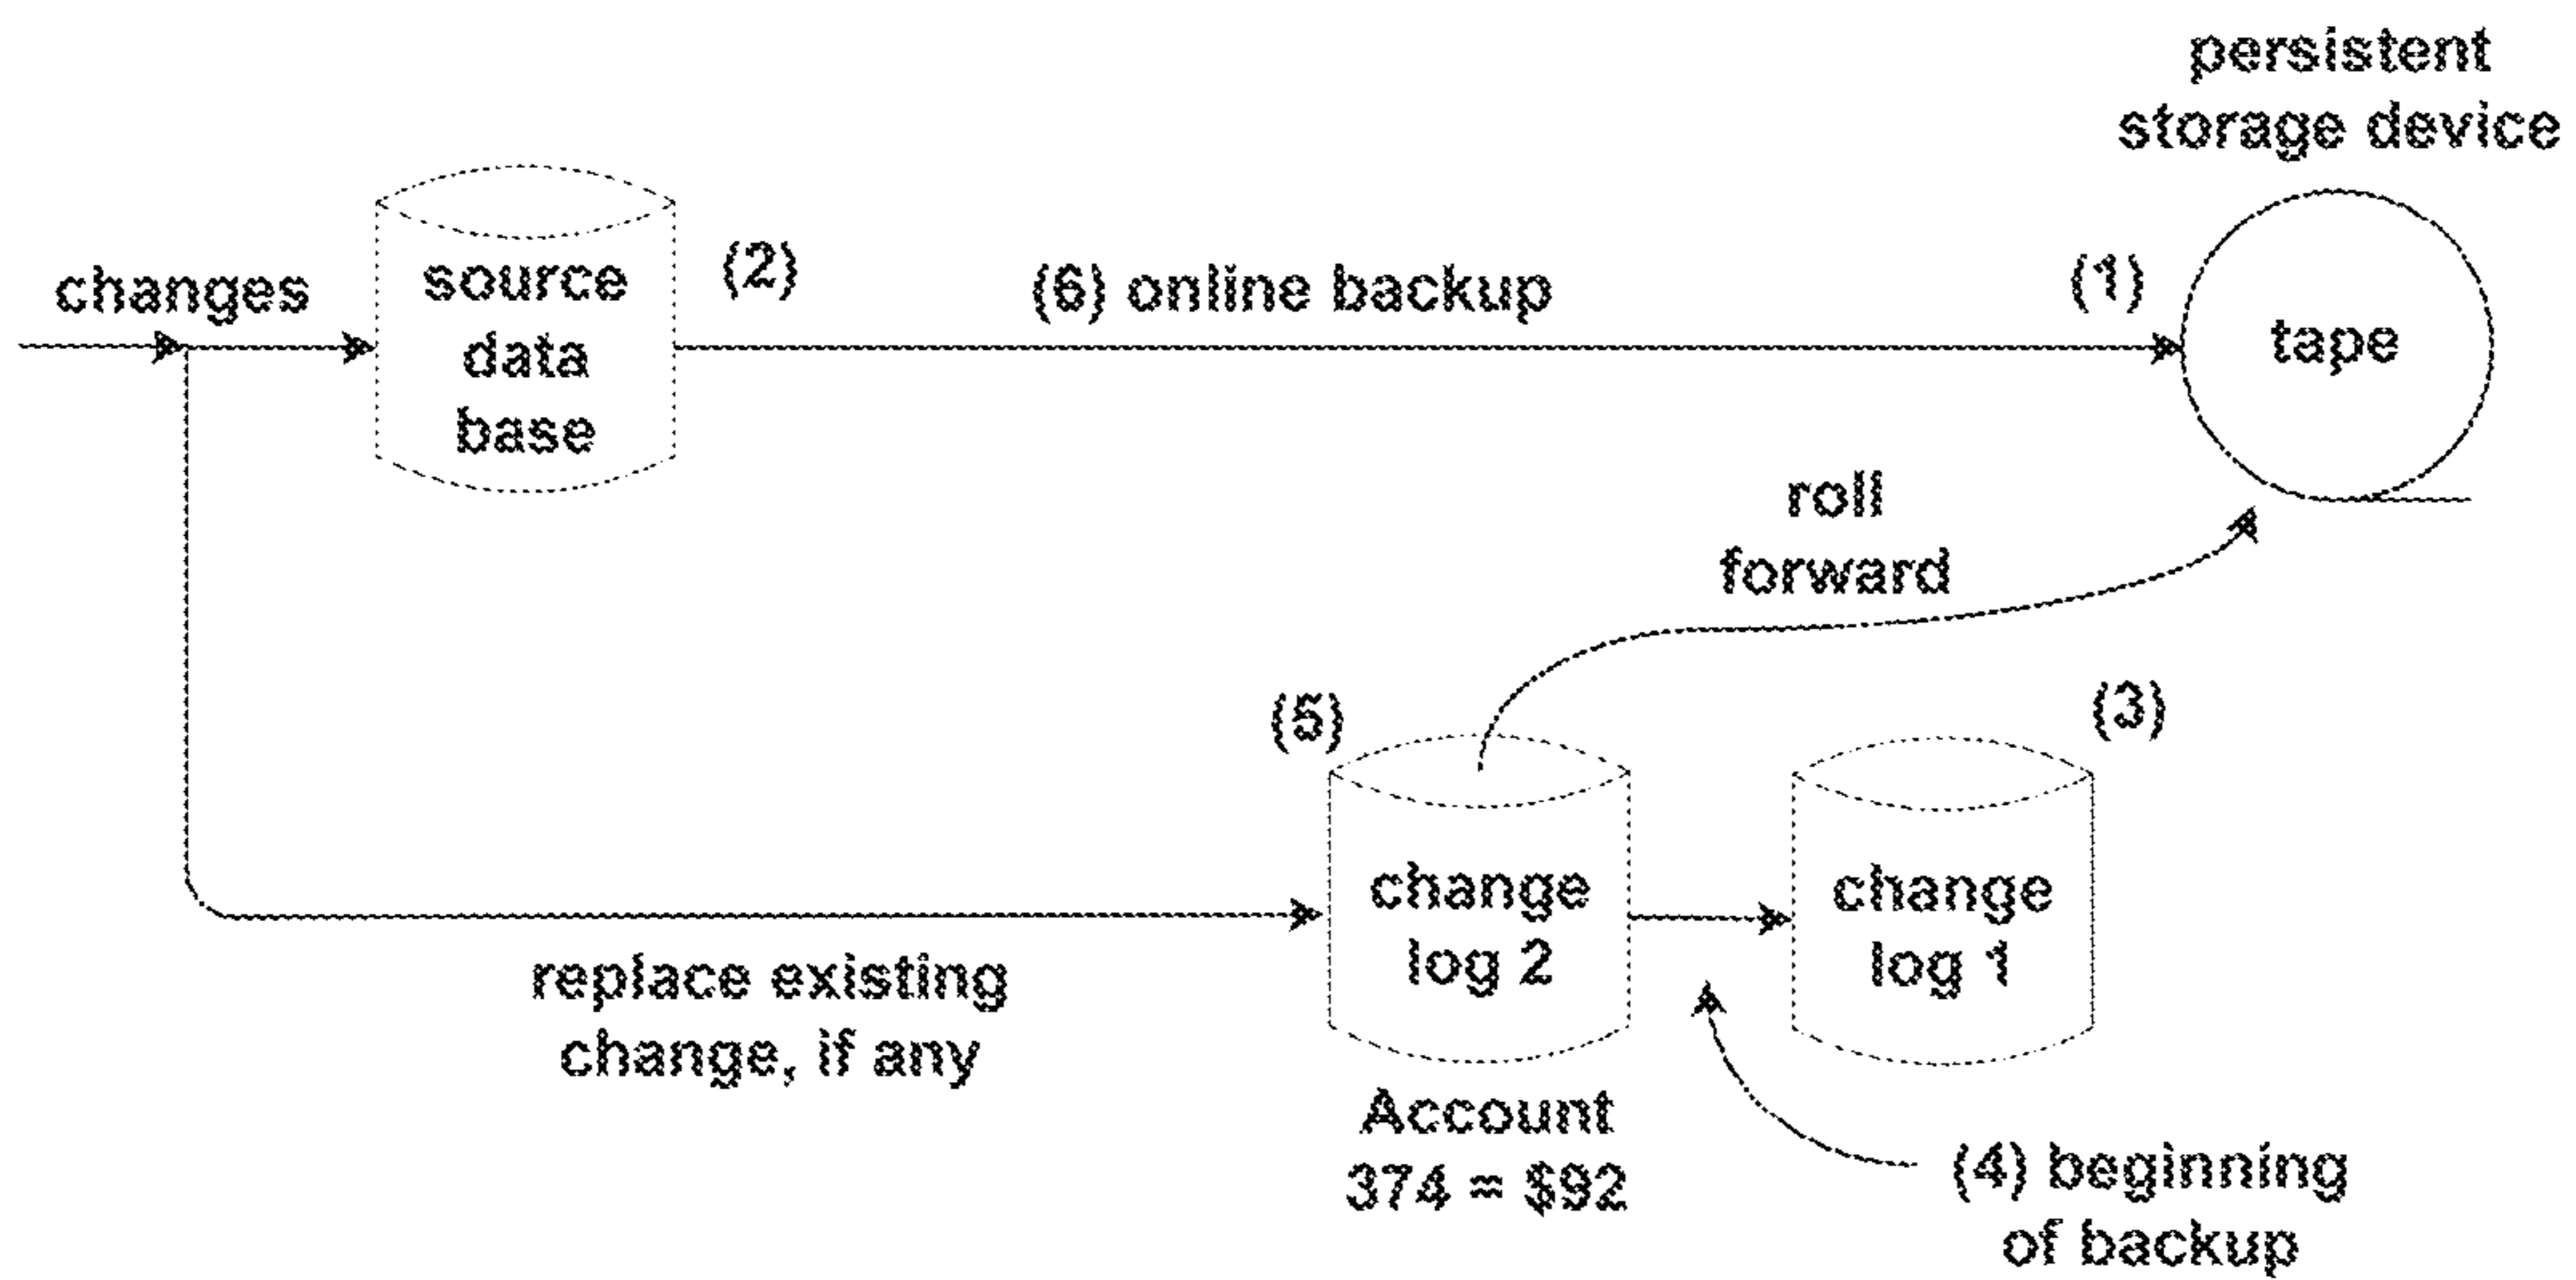 persistent
storage device
changes
source
data
base
(2)
(6) online backup
(1)
tape
roll
forward
(5)
(3)
change
log 2
change
log 1
replace existing
change, if any
Account
374 = $92
(4) beginning
of backup